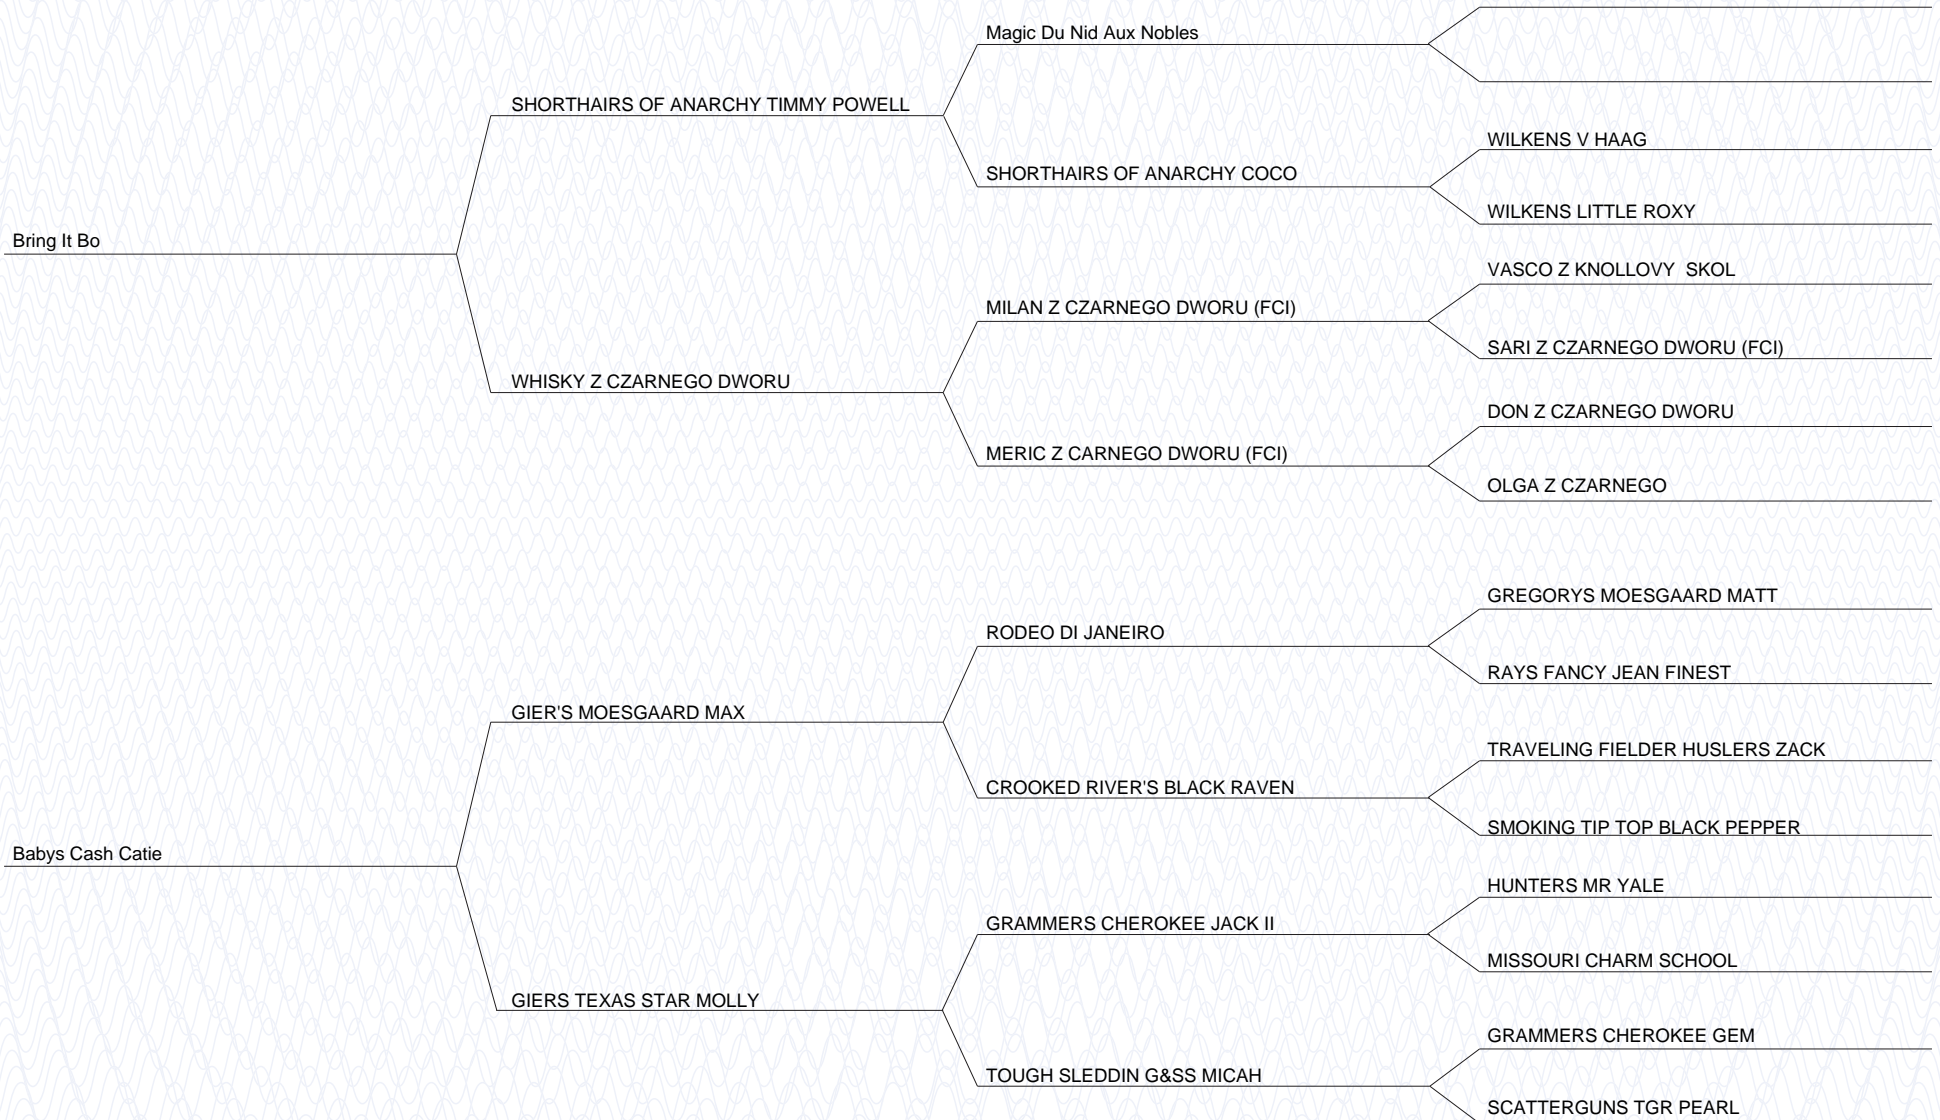 Magic Du Nid Aux Nobles
SHORTHAIRS OF ANARCHY TIMMY POWELL
WILKENS V HAAG
SHORTHAIRS OF ANARCHY COCO
WILKENS LITTLE ROXY
Bring It Bo
VASCO Z KNOLLOVY  SKOL
MILAN Z CZARNEGO DWORU (FCI)
SARI Z CZARNEGO DWORU (FCI)
WHISKY Z CZARNEGO DWORU
DON Z CZARNEGO DWORU
MERIC Z CARNEGO DWORU (FCI)
OLGA Z CZARNEGO
GREGORYS MOESGAARD MATT
RODEO DI JANEIRO
RAYS FANCY JEAN FINEST
GIER'S MOESGAARD MAX
TRAVELING FIELDER HUSLERS ZACK
CROOKED RIVER'S BLACK RAVEN
SMOKING TIP TOP BLACK PEPPER
Babys Cash Catie
HUNTERS MR YALE
GRAMMERS CHEROKEE JACK II
MISSOURI CHARM SCHOOL
GIERS TEXAS STAR MOLLY
GRAMMERS CHEROKEE GEM
TOUGH SLEDDIN G&SS MICAH
SCATTERGUNS TGR PEARL